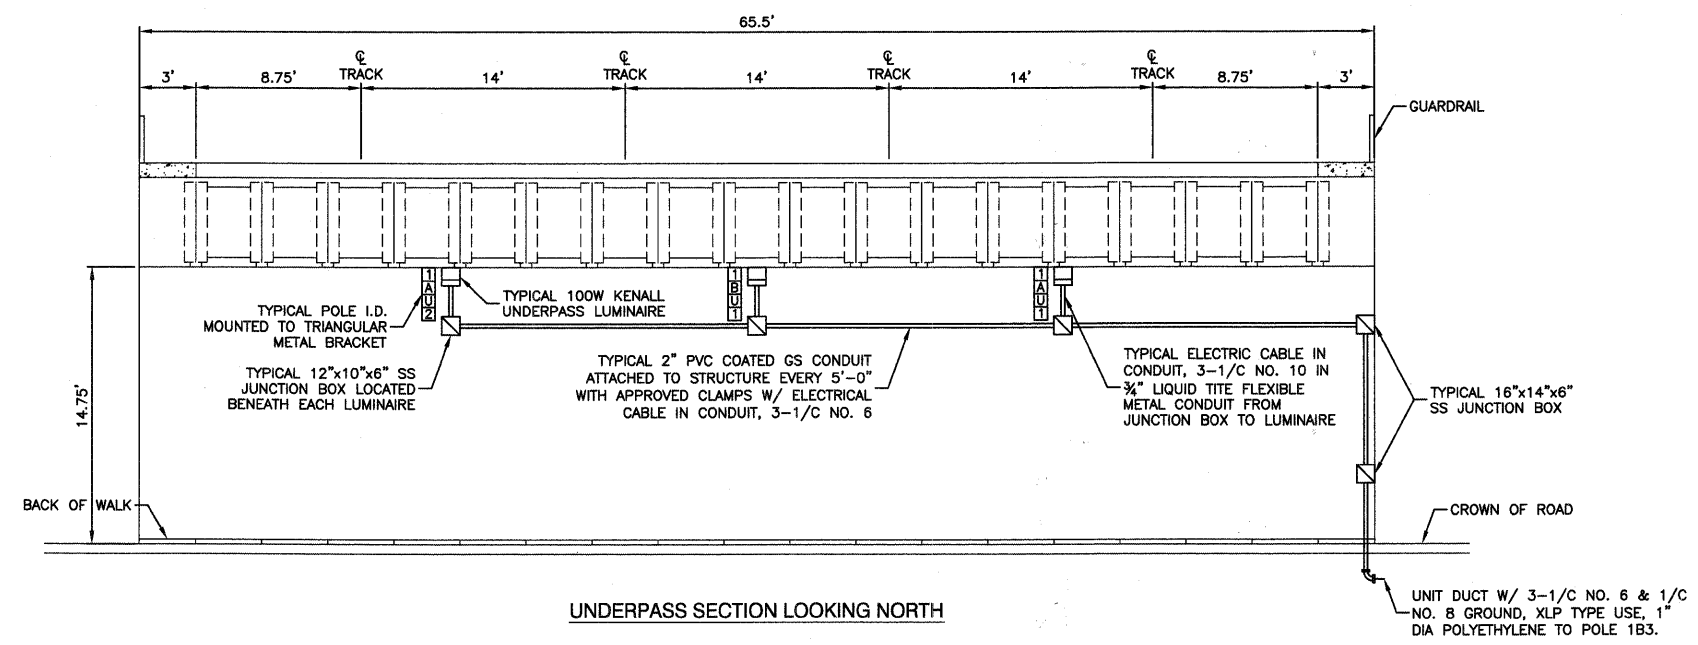 65.5'
3'
8.75'
℄
TRACK
14'
℄
TRACK
14'
℄
TRACK
14'
℄
TRACK
8.75'
3'
GUARDRAIL
1
A
U
2
1
B
U
1
1
A
U
1
TYPICAL POLE I.D.
MOUNTED TO TRIANGULAR
METAL BRACKET
TYPICAL 100W KENALL
UNDERPASS LUMINAIRE
TYPICAL 12"x10"x6" SS
JUNCTION BOX LOCATED
BENEATH EACH LUMINAIRE
TYPICAL 2" PVC COATED GS CONDUIT
ATTACHED TO STRUCTURE EVERY 5'-0"
WITH APPROVED CLAMPS W/ ELECTRICAL
CABLE IN CONDUIT, 3-1/C NO. 6
TYPICAL ELECTRIC CABLE IN
CONDUIT, 3-1/C NO. 10 IN
¾" LIQUID TITE FLEXIBLE
METAL CONDUIT FROM
JUNCTION BOX TO LUMINAIRE
TYPICAL 16"x14"x6"
SS JUNCTION BOX
14.75'
BACK OF WALK
CROWN OF ROAD
UNIT DUCT W/ 3-1/C NO. 6 & 1/C
NO. 8 GROUND, XLP TYPE USE, 1"
DIA POLYETHYLENE TO POLE 1B3.
UNDERPASS SECTION LOOKING NORTH